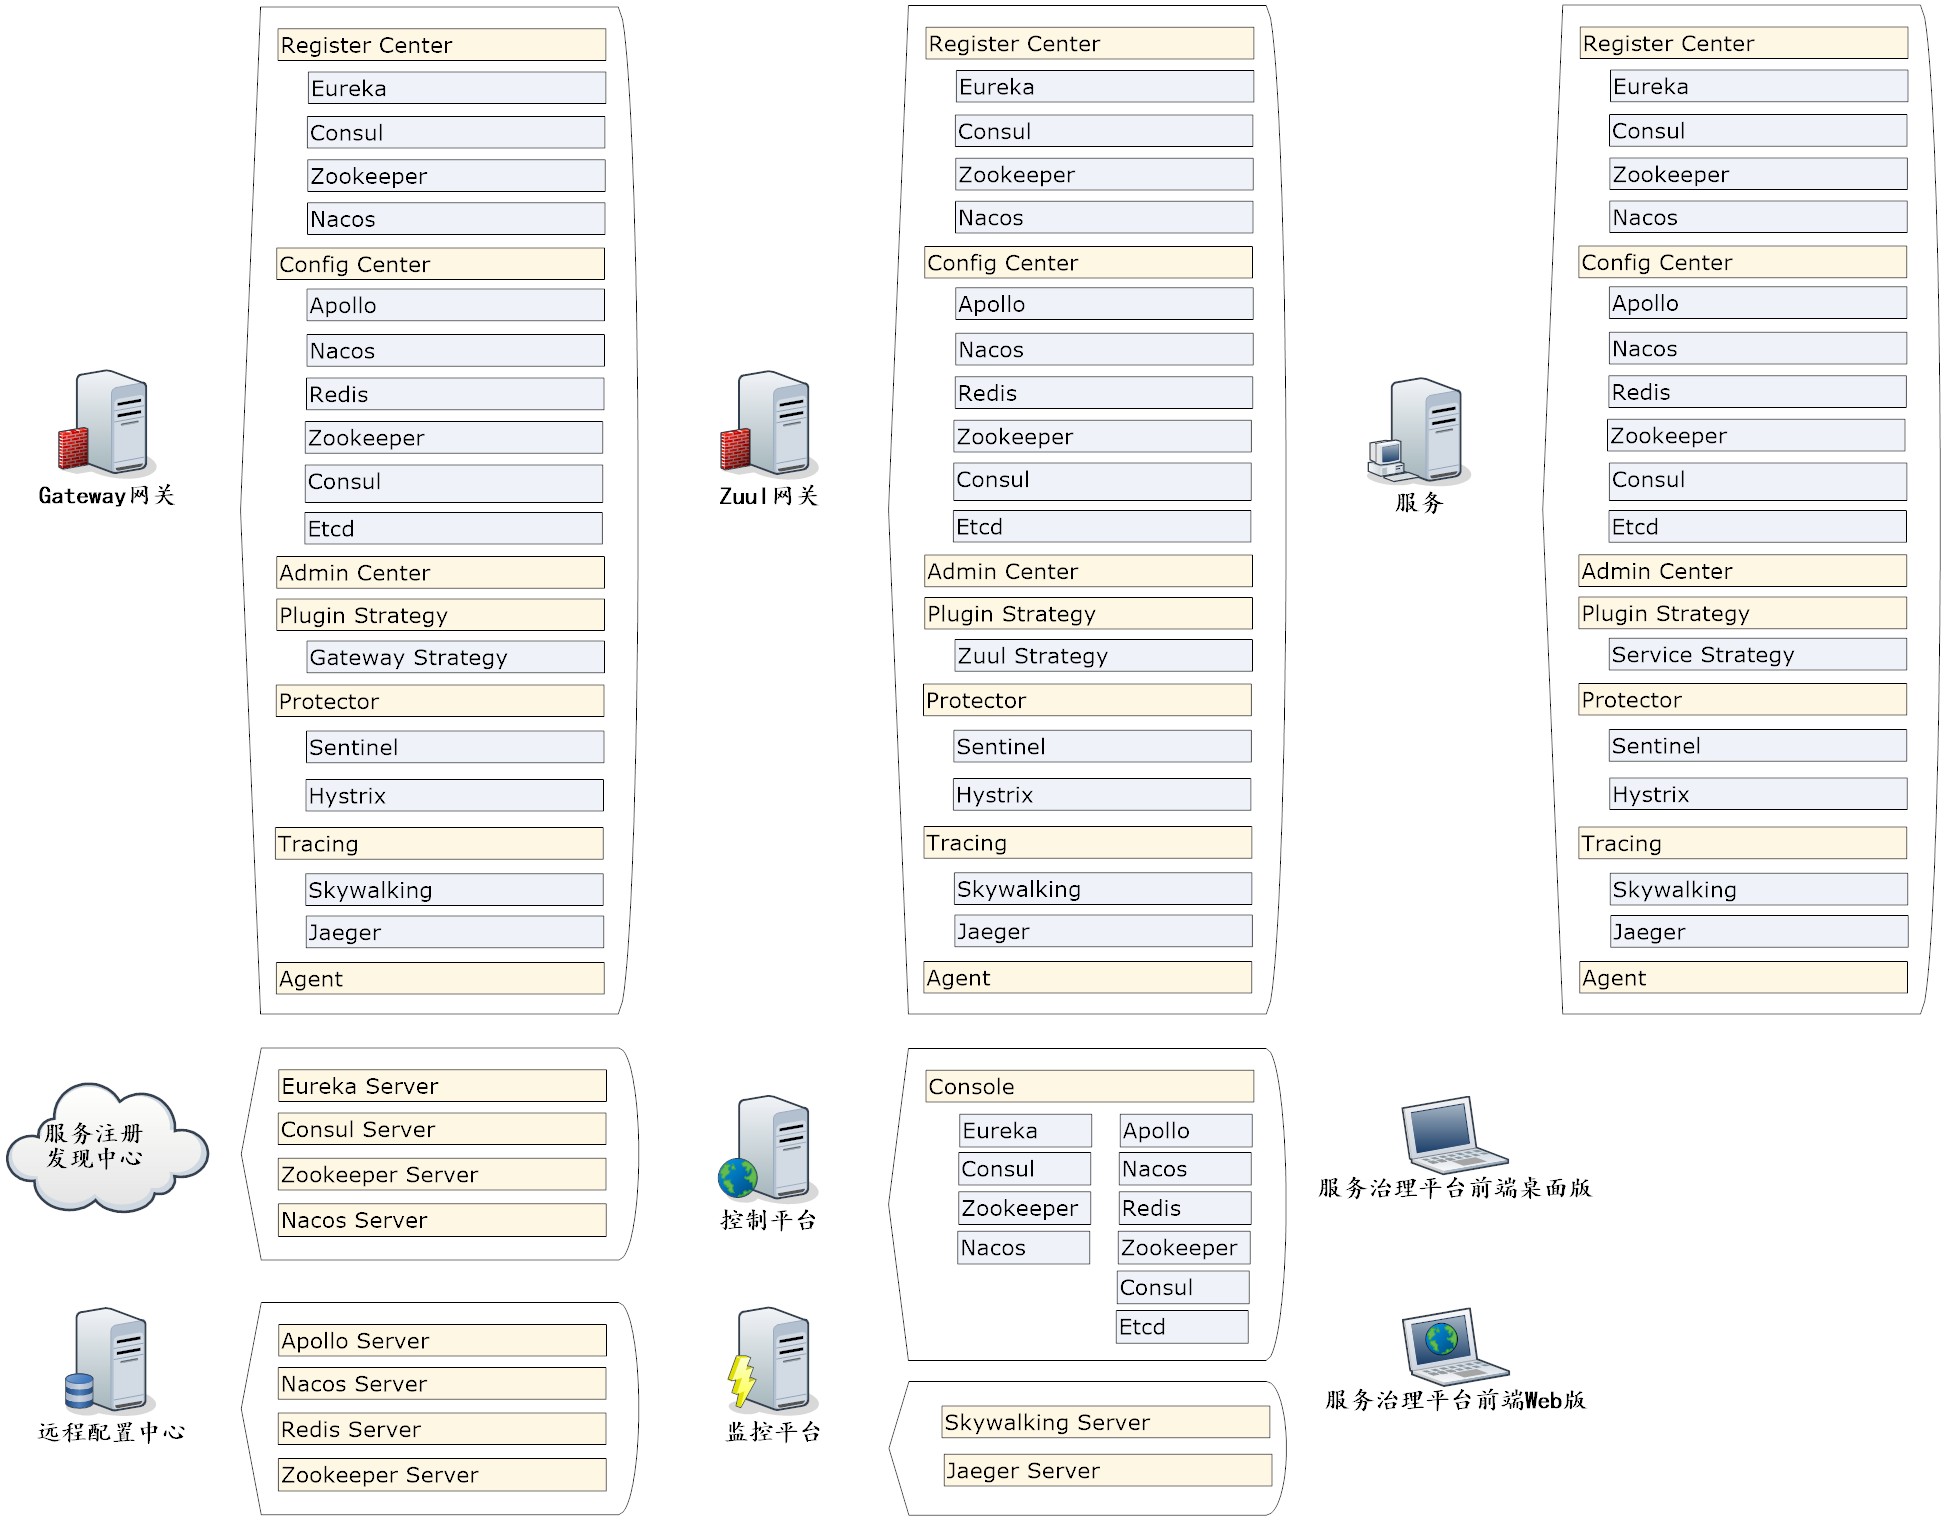 Gateway网关
Register Center
Eureka
Consul
Zookeeper
Nacos
Config Center
Apollo
Nacos
Redis
Zookeeper
Consul
Etcd
Admin Center
Plugin Strategy
Gateway Strategy
Protector
Sentinel
Hystrix
Tracing
Skywalking
Jaeger
Agent
Zuul网关
Register Center
Eureka
Consul
Zookeeper
Nacos
Config Center
Apollo
Nacos
Redis
Zookeeper
Consul
Etcd
Admin Center
Plugin Strategy
Zuul Strategy
Protector
Sentinel
Hystrix
Tracing
Skywalking
Jaeger
Agent
服务
Register Center
Eureka
Consul
Zookeeper
Nacos
Config Center
Apollo
Nacos
Redis
Zookeeper
Consul
Etcd
Admin Center
Plugin Strategy
Service Strategy
Protector
Sentinel
Hystrix
Tracing
Skywalking
Jaeger
Agent
服务注册
发现中心
Eureka Server
Consul Server
Zookeeper Server
Nacos Server
控制平台
Console
Eureka
Consul
Zookeeper
Nacos
Apollo
Nacos
Redis
Zookeeper
Consul
Etcd
服务治理平台前端桌面版
远程配置中心
Apollo Server
Nacos Server
Redis Server
Zookeeper Server
监控平台
Skywalking Server
Jaeger Server
服务治理平台前端Web版